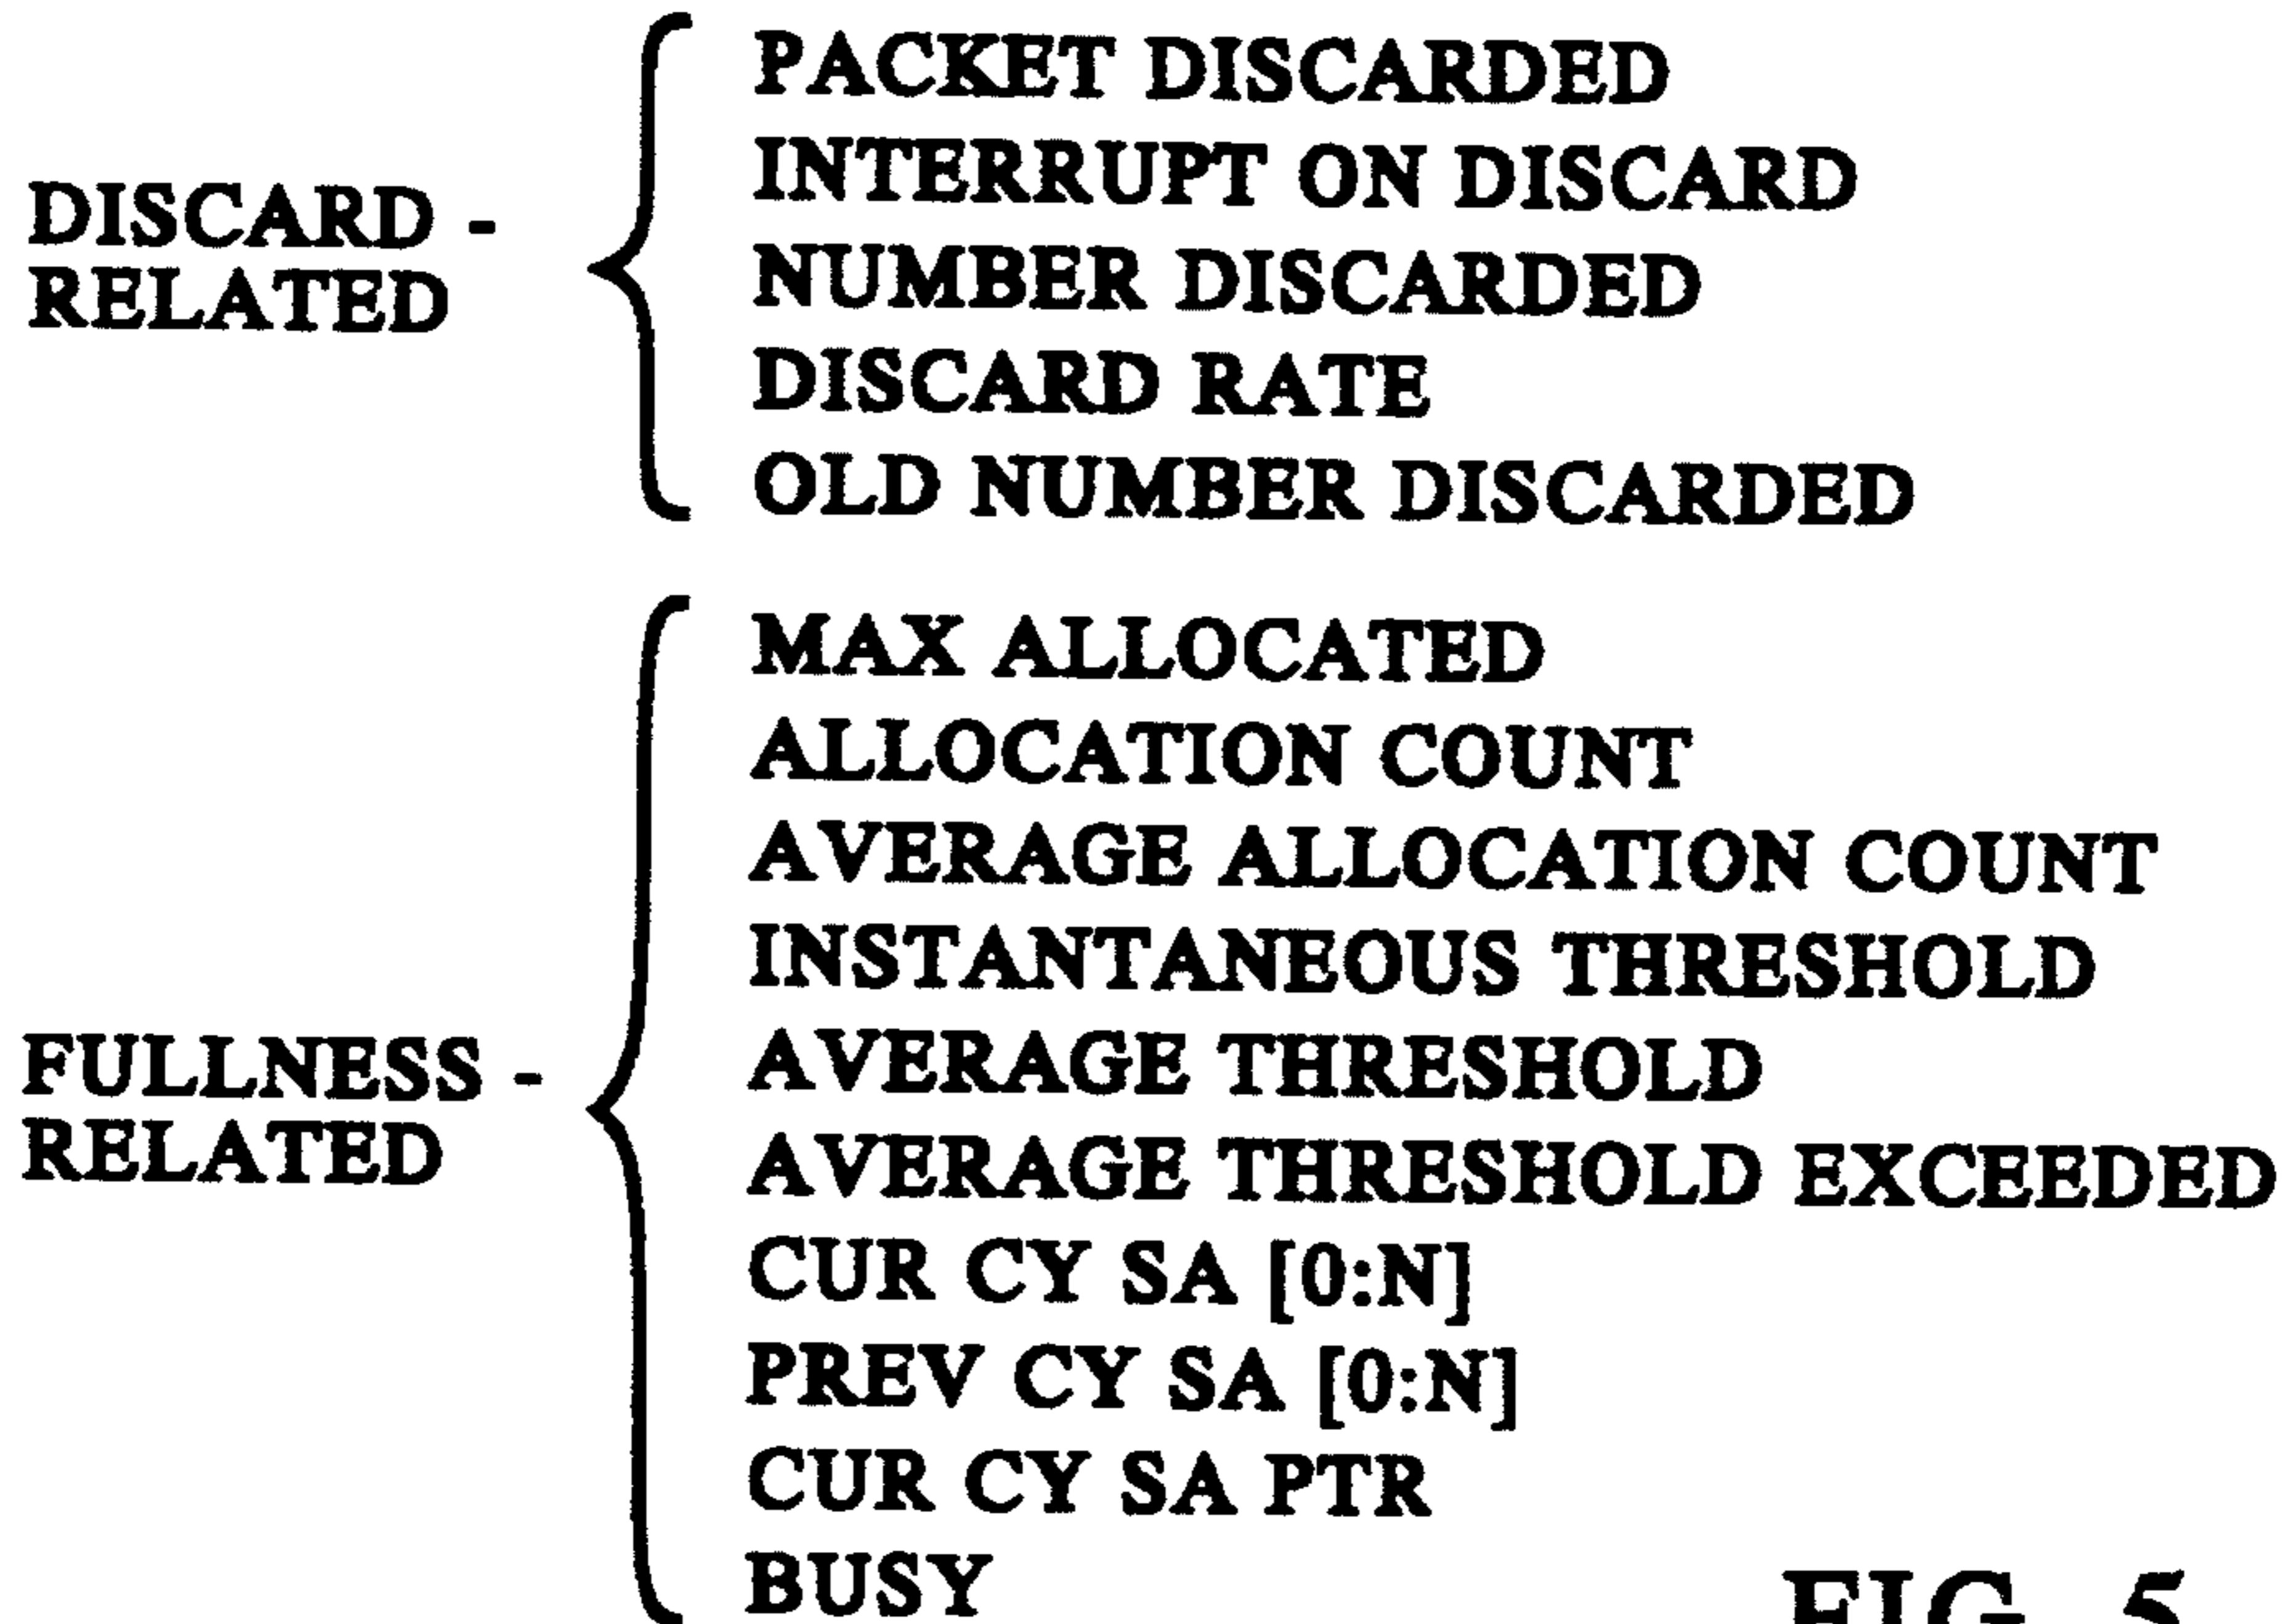 DISCARD -
RELATED
PACKET DISCARDED
INTERRUPT ON DISCARD
NUMBER DISCARDED
DISCARD RATE
OLD NUMBER DISCARDED
FULLNESS -
RELATED
MAX ALLOCATED
ALLOCATION COUNT
AVERAGE ALLOCATION COUNT
INSTANTANEOUS THRESHOLD
AVERAGE THRESHOLD
AVERAGE THRESHOLD EXCEEDED
CUR CY SA [0:N]
PREV CY SA [0:N]
CUR CY SA PTR
BUSY
FIG. 5